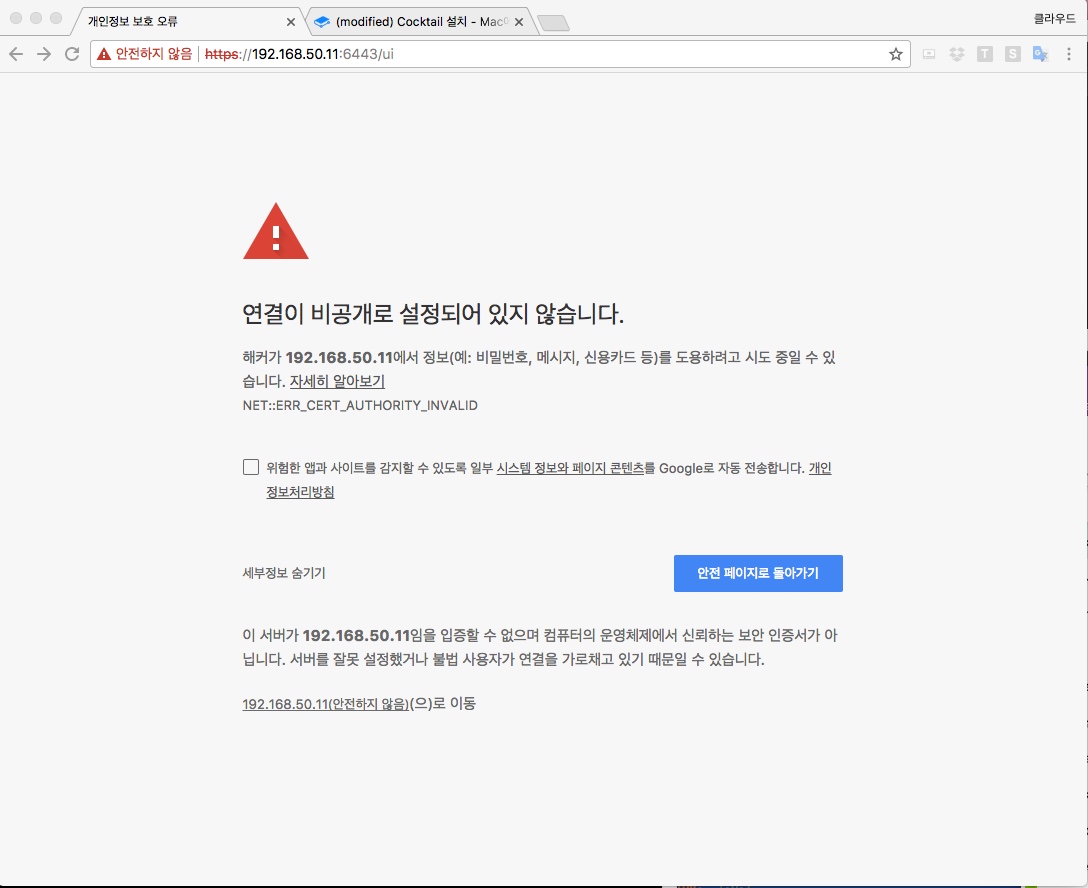 개인정보 보호 오류
(modified) Cocktail 설치 - Mac
클라우드
안전하지 않음 | https://192.168.50.11:6443/ui
T
S
연결이 비공개로 설정되어 있지 않습니다.
해커가 192.168.50.11에서 정보(예: 비밀번호, 메시지, 신용카드 등)를 도용하려고 시도 중일 수 있
습니다. 자세히 알아보기
NET::ERR_CERT_AUTHORITY_INVALID
위험한 앱과 사이트를 감지할 수 있도록 일부 시스템 정보와 페이지 콘텐츠를 Google로 자동 전송합니다. 개인
정보처리방침
세부정보 숨기기
안전 페이지로 돌아가기
이 서버가 192.168.50.11임을 입증할 수 없으며 컴퓨터의 운영체제에서 신뢰하는 보안 인증서가 아
닙니다. 서버를 잘못 설정했거나 불법 사용자가 연결을 가로채고 있기 때문일 수 있습니다.
192.168.50.11(안전하지 않음)(으)로 이동